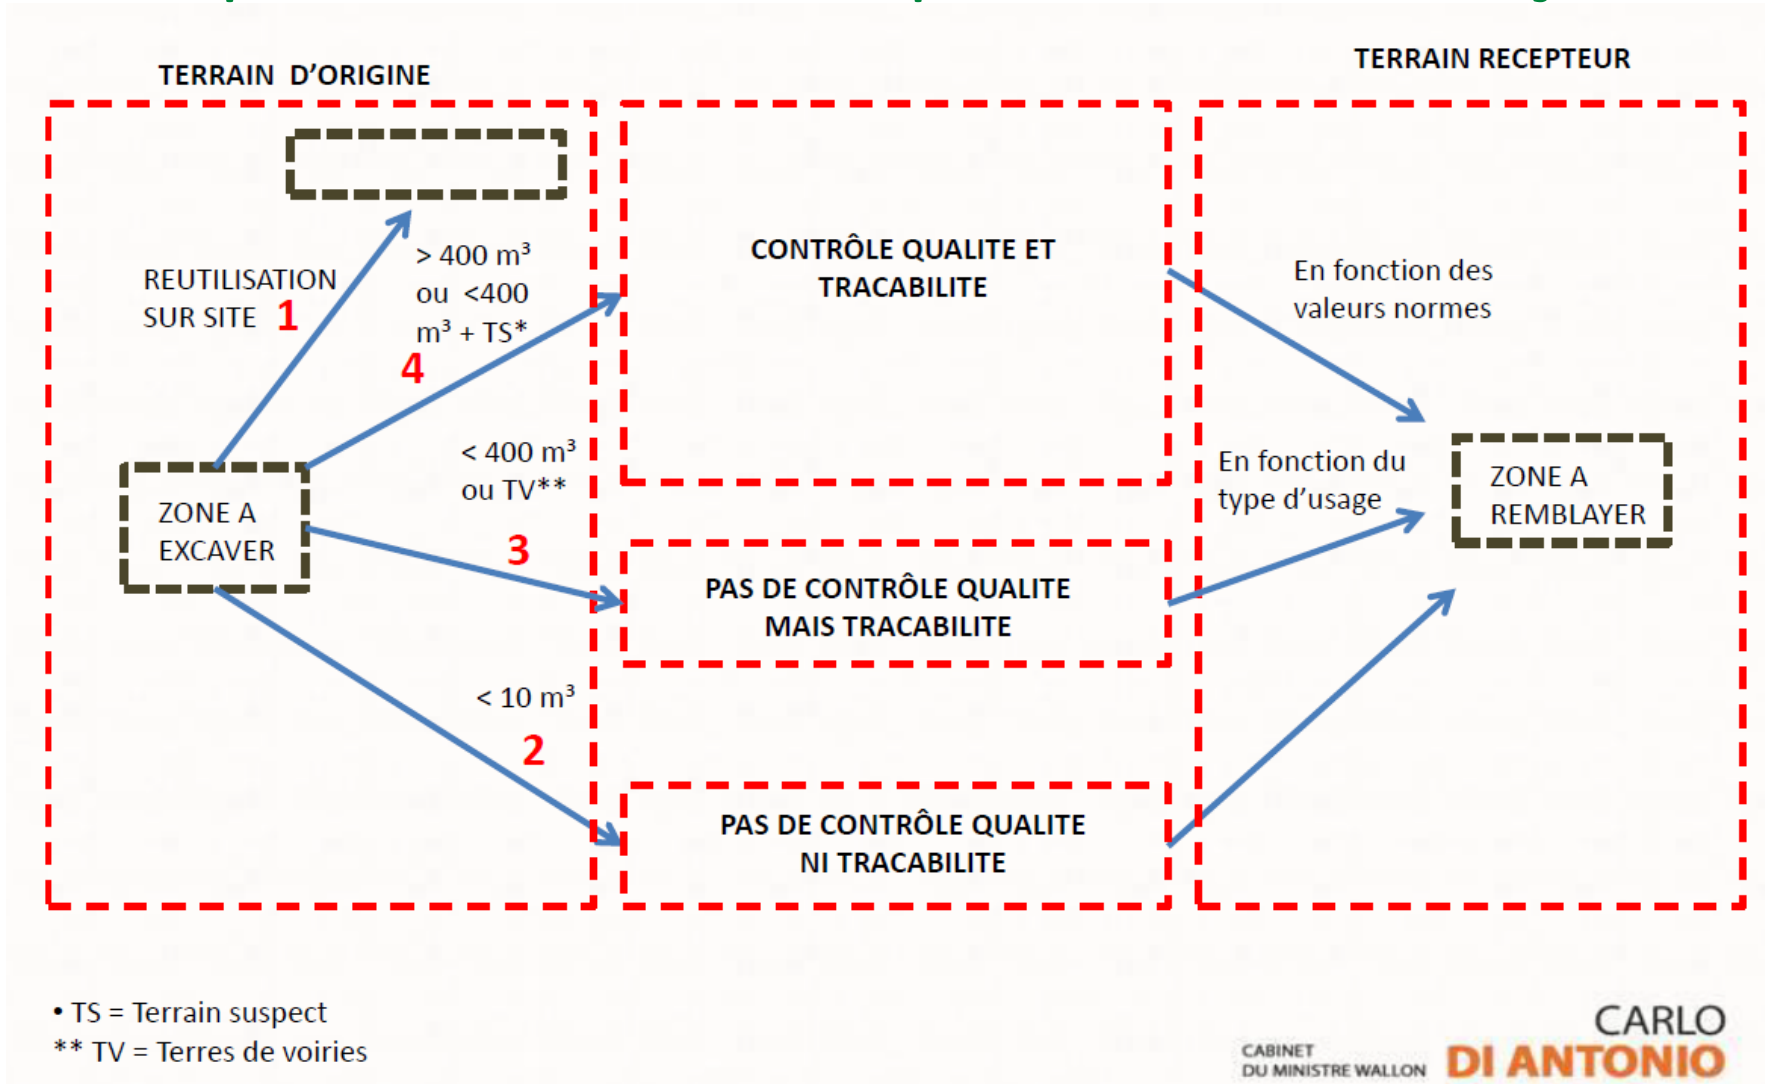 TERRAIN D'ORIGINE
TERRAIN RECEPTEUR
REUTILISATION
SUR SITE 1
> 400 m³
ou <400
m³ + TS*
4
CONTRÔLE QUALITE ET
TRACABILITE
En fonction des
valeurs normes
< 400 m³
ou TV**
3
ZONE A
EXCAVER
PAS DE CONTRÔLE QUALITE
MAIS TRACABILITE
En fonction du
type d'usage
ZONE A
REMBLAYER
< 10 m³
2
PAS DE CONTRÔLE QUALITE
NI TRACABILITE
• TS = Terrain suspect
** TV = Terres de voiries
CABINET
DU MINISTRE WALLON
CARLO
DI ANTONIO